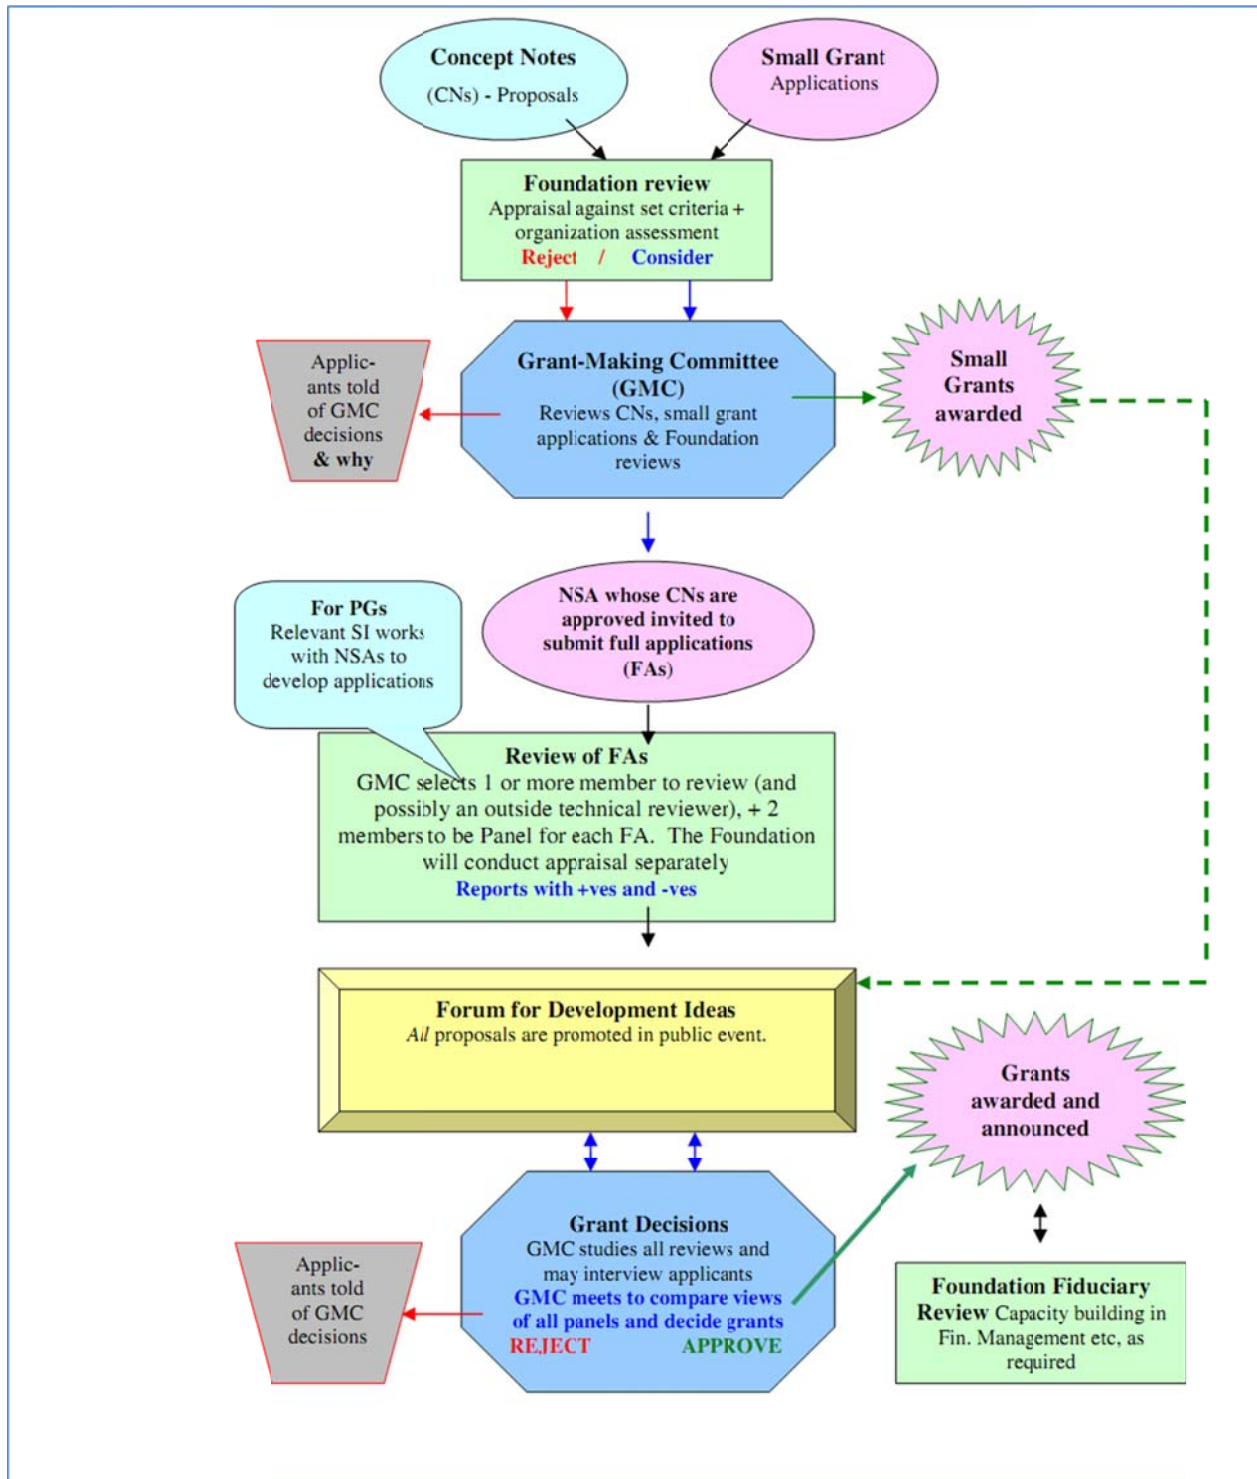 Concept Notes
(CNs) - Proposals
Small Grant
Applications
Foundation review
Appraisal against set criteria +
organization assessment
Reject / Consider
Applic-
ants told
of GMC
decisions
& why
Grant-Making Committee
(GMC)
Reviews CNs, small grant
applications & Foundation
reviews
Small
Grants
awarded
For PGs
Relevant SI works
with NSAs to
develop applications
NSA whose CNs are
approved invited to
submit full applications
(FAs)
Review of FAs
GMC selects 1 or more member to review (and
possibly an outside technical reviewer), + 2
members to be Panel for each FA. The Foundation
will conduct appraisal separately
Reports with +ves and -ves
Forum for Development Ideas
All proposals are promoted in public event.
Grants
awarded and
announced
Applic-
ants told
of GMC
decisions
Grant Decisions
GMC studies all reviews and
may interview applicants
GMC meets to compare views
of all panels and decide grants
REJECT APPROVE
Foundation Fiduciary
Review Capacity building in
Fin. Management etc, as
required